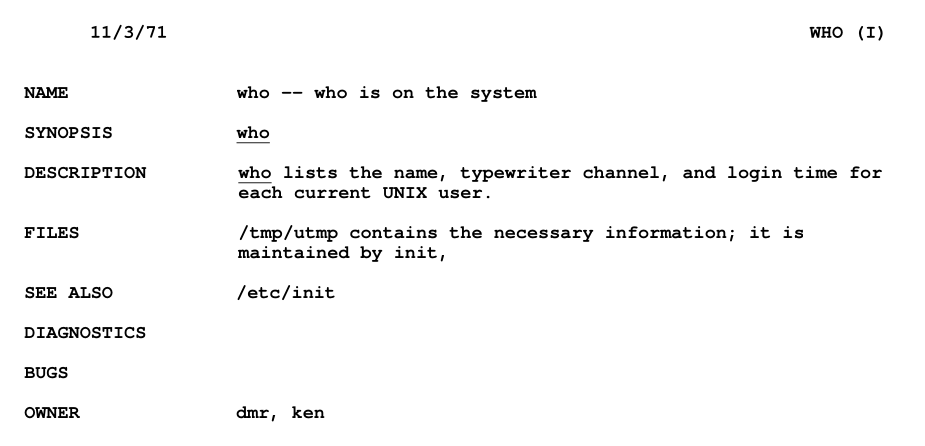 11/3/71 WHO (I)
NAME who -- who is on the system
SYNOPSIS who
DESCRIPTION who lists the name, typewriter channel, and login time for
each current UNIX user.
FILES /tmp/utmp contains the necessary information; it is
maintained by init,
SEE ALSO /etc/init
DIAGNOSTICS
BUGS
OWNER dmr, ken